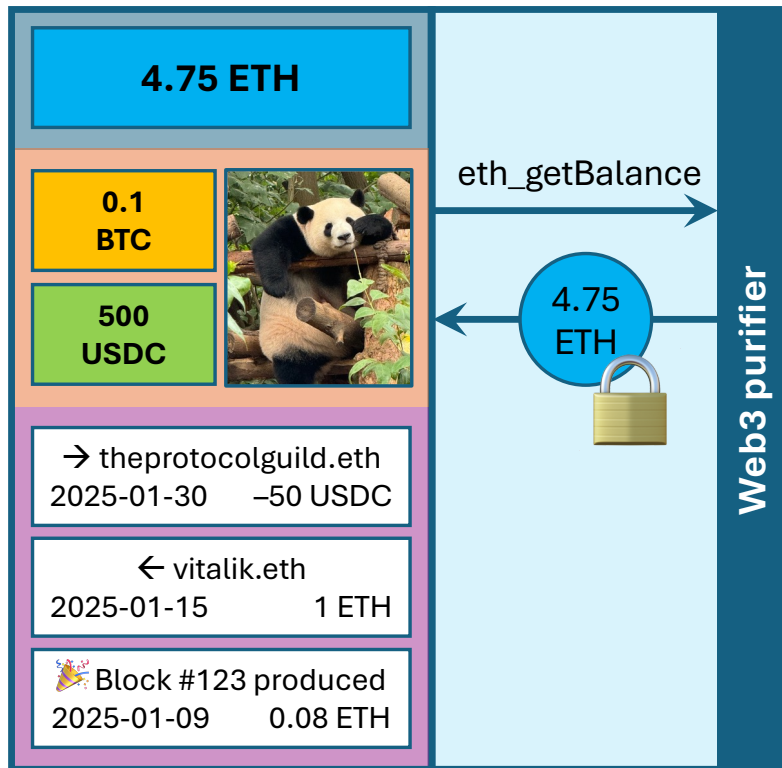 4.75 ETH
0.1
BTC
500
USDC
→ theprotocolguild.eth
2025-01-30 –50 USDC
← vitalik.eth
2025-01-15 1 ETH
🎉 Block #123 produced
2025-01-09 0.08 ETH
eth_getBalance
4.75
ETH
Web3 purifier